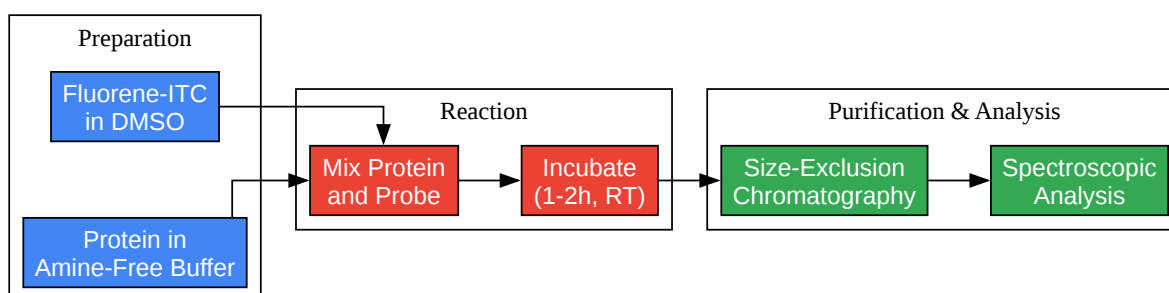 Preparation
Fluorene-ITC
in DMSO
Protein in
Amine-Free Buffer
Reaction
Mix Protein
and Probe
Incubate
(1-2h, RT)
Purification & Analysis
Size-Exclusion
Chromatography
Spectroscopic
Analysis